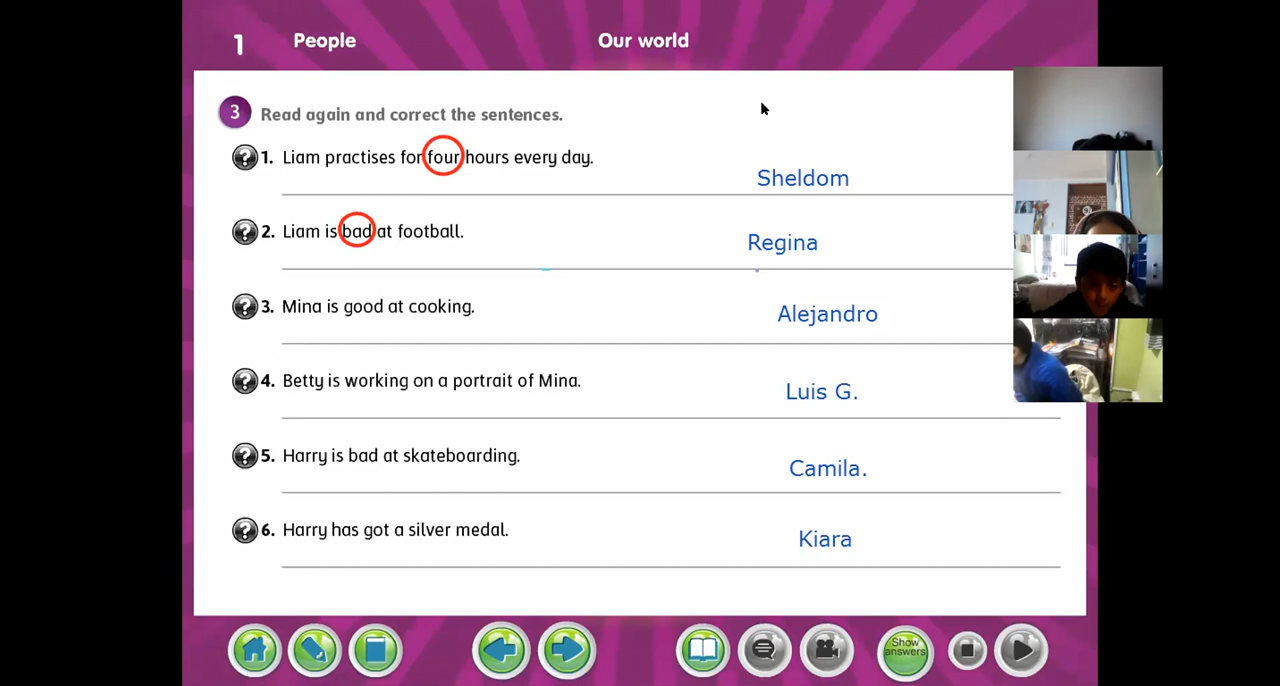 1 People Our world
3 Read again and correct the sentences.
? 1. Liam practises for four hours every day.
Sheldom
? 2. Liam is bad at football.
Regina
? 3. Mina is good at cooking.
Alejandro
? 4. Betty is working on a portrait of Mina.
Luis G.
? 5. Harry is bad at skateboarding.
Camila.
? 6. Harry has got a silver medal.
Kiara
Show
answers